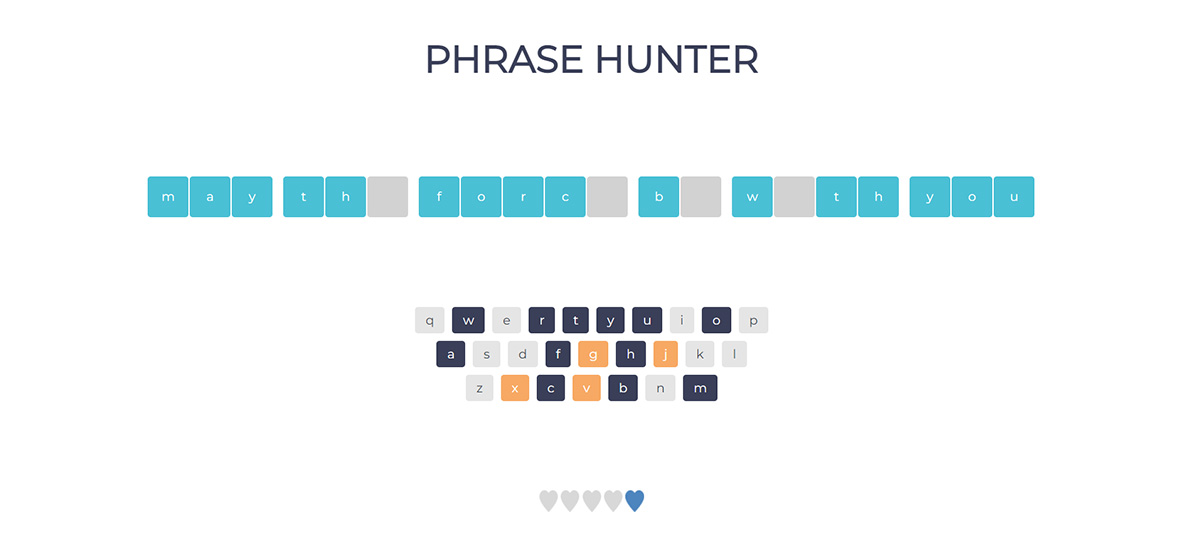 PHRASE HUNTER
m a y t h f o r c b w t h y o u
q w e r t y u i o p
a s d f g h j k l
z x c v b n m